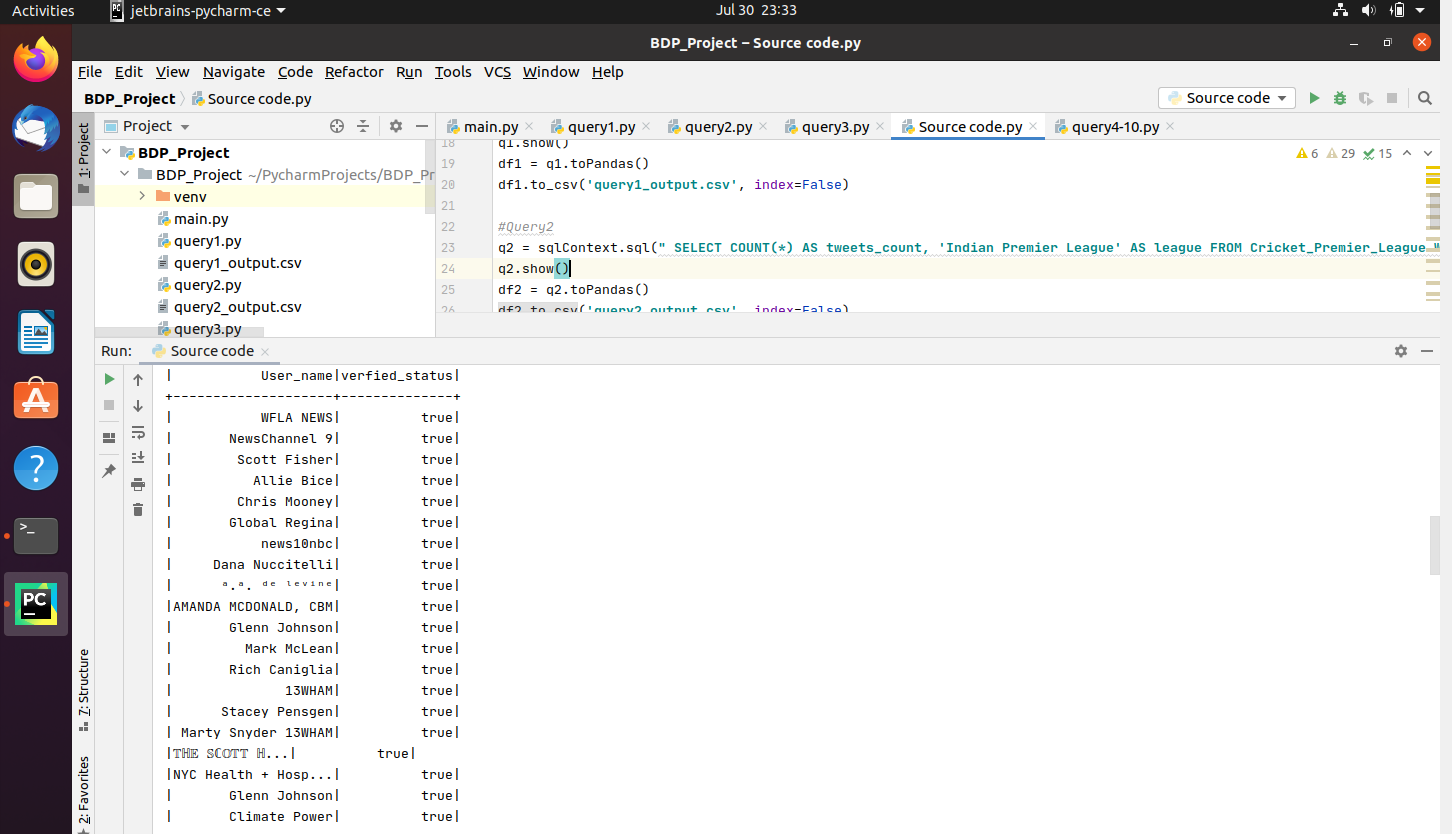 Activities jetbrains-pycharm-ce Jul 30 23:33
BDP_Project – Source code.py
File Edit View Navigate Code Refactor Run Tools VCS Window Help
BDP_Project Source code.py Source code
Project main.py query1.py query2.py query3.py Source code.py query4-10.py
1: Project
BDP_Project
BDP_Project ~/PycharmProjects/BDP_Pr
venv
main.py
query1.py
query1_output.csv
query2.py
query2_output.csv
query3.py
6 29 15
18 q1.show()
19 df1 = q1.toPandas()
20 df1.to_csv('query1_output.csv', index=False)
21
22 #Query2
23 q2 = sqlContext.sql(" SELECT COUNT(*) AS tweets_count, 'Indian Premier League' AS league FROM Cricket_Premier_League W
24 q2.show()
25 df2 = q2.toPandas()
26 df2.to_csv('query2_output.csv', index=False)
Run: Source code
| User_name|verfied_status|
+--------------------+--------------+
| WFLA NEWS| true|
| NewsChannel 9| true|
| Scott Fisher| true|
| Allie Bice| true|
| Chris Mooney| true|
| Global Regina| true|
| news10nbc| true|
| Dana Nuccitelli| true|
| ᵃ.ᵃ. ᵈᵉ ˡᵉᵛⁱⁿᵉ| true|
|AMANDA MCDONALD, CBM| true|
| Glenn Johnson| true|
| Mark McLean| true|
| Rich Caniglia| true|
| 13WHAM| true|
| Stacey Pensgen| true|
| Marty Snyder 13WHAM| true|
|𝕋ℍ𝔼 𝕊ℂ𝕆𝕋𝕋 ℍ...| true|
|NYC Health + Hosp...| true|
| Glenn Johnson| true|
| Climate Power| true|
7: Structure
2: Favorites
PC